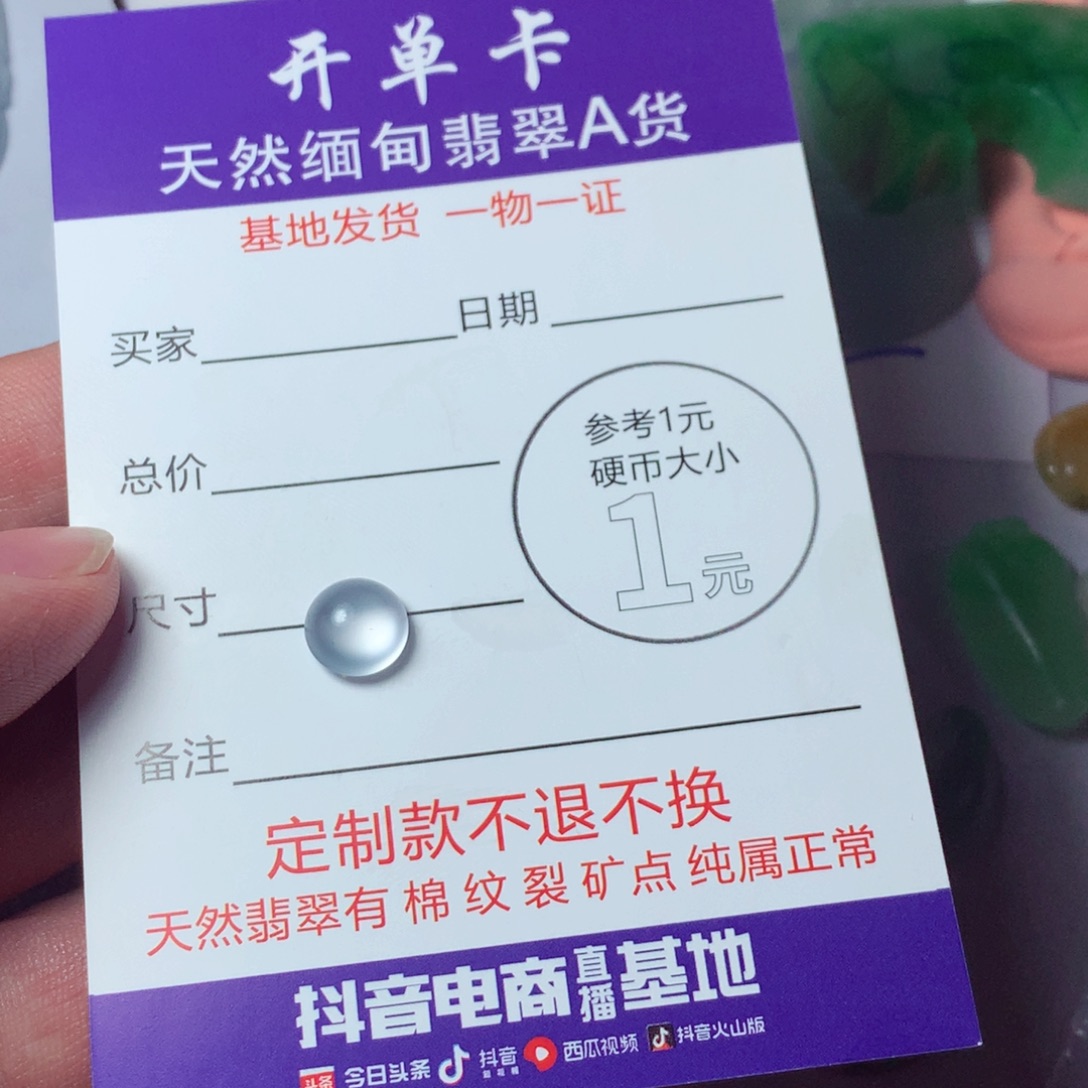 开单卡
天然缅甸翡翠A货
基地发货 一物一证
买家 日期
总价
参考1元
硬币大小
1元
尺寸
备注
定制款不退不换
天然翡翠有 棉 纹 裂 矿点 纯属正常
抖音电商直播基地
头条 今日头条 抖音 西瓜视频 抖音火山版